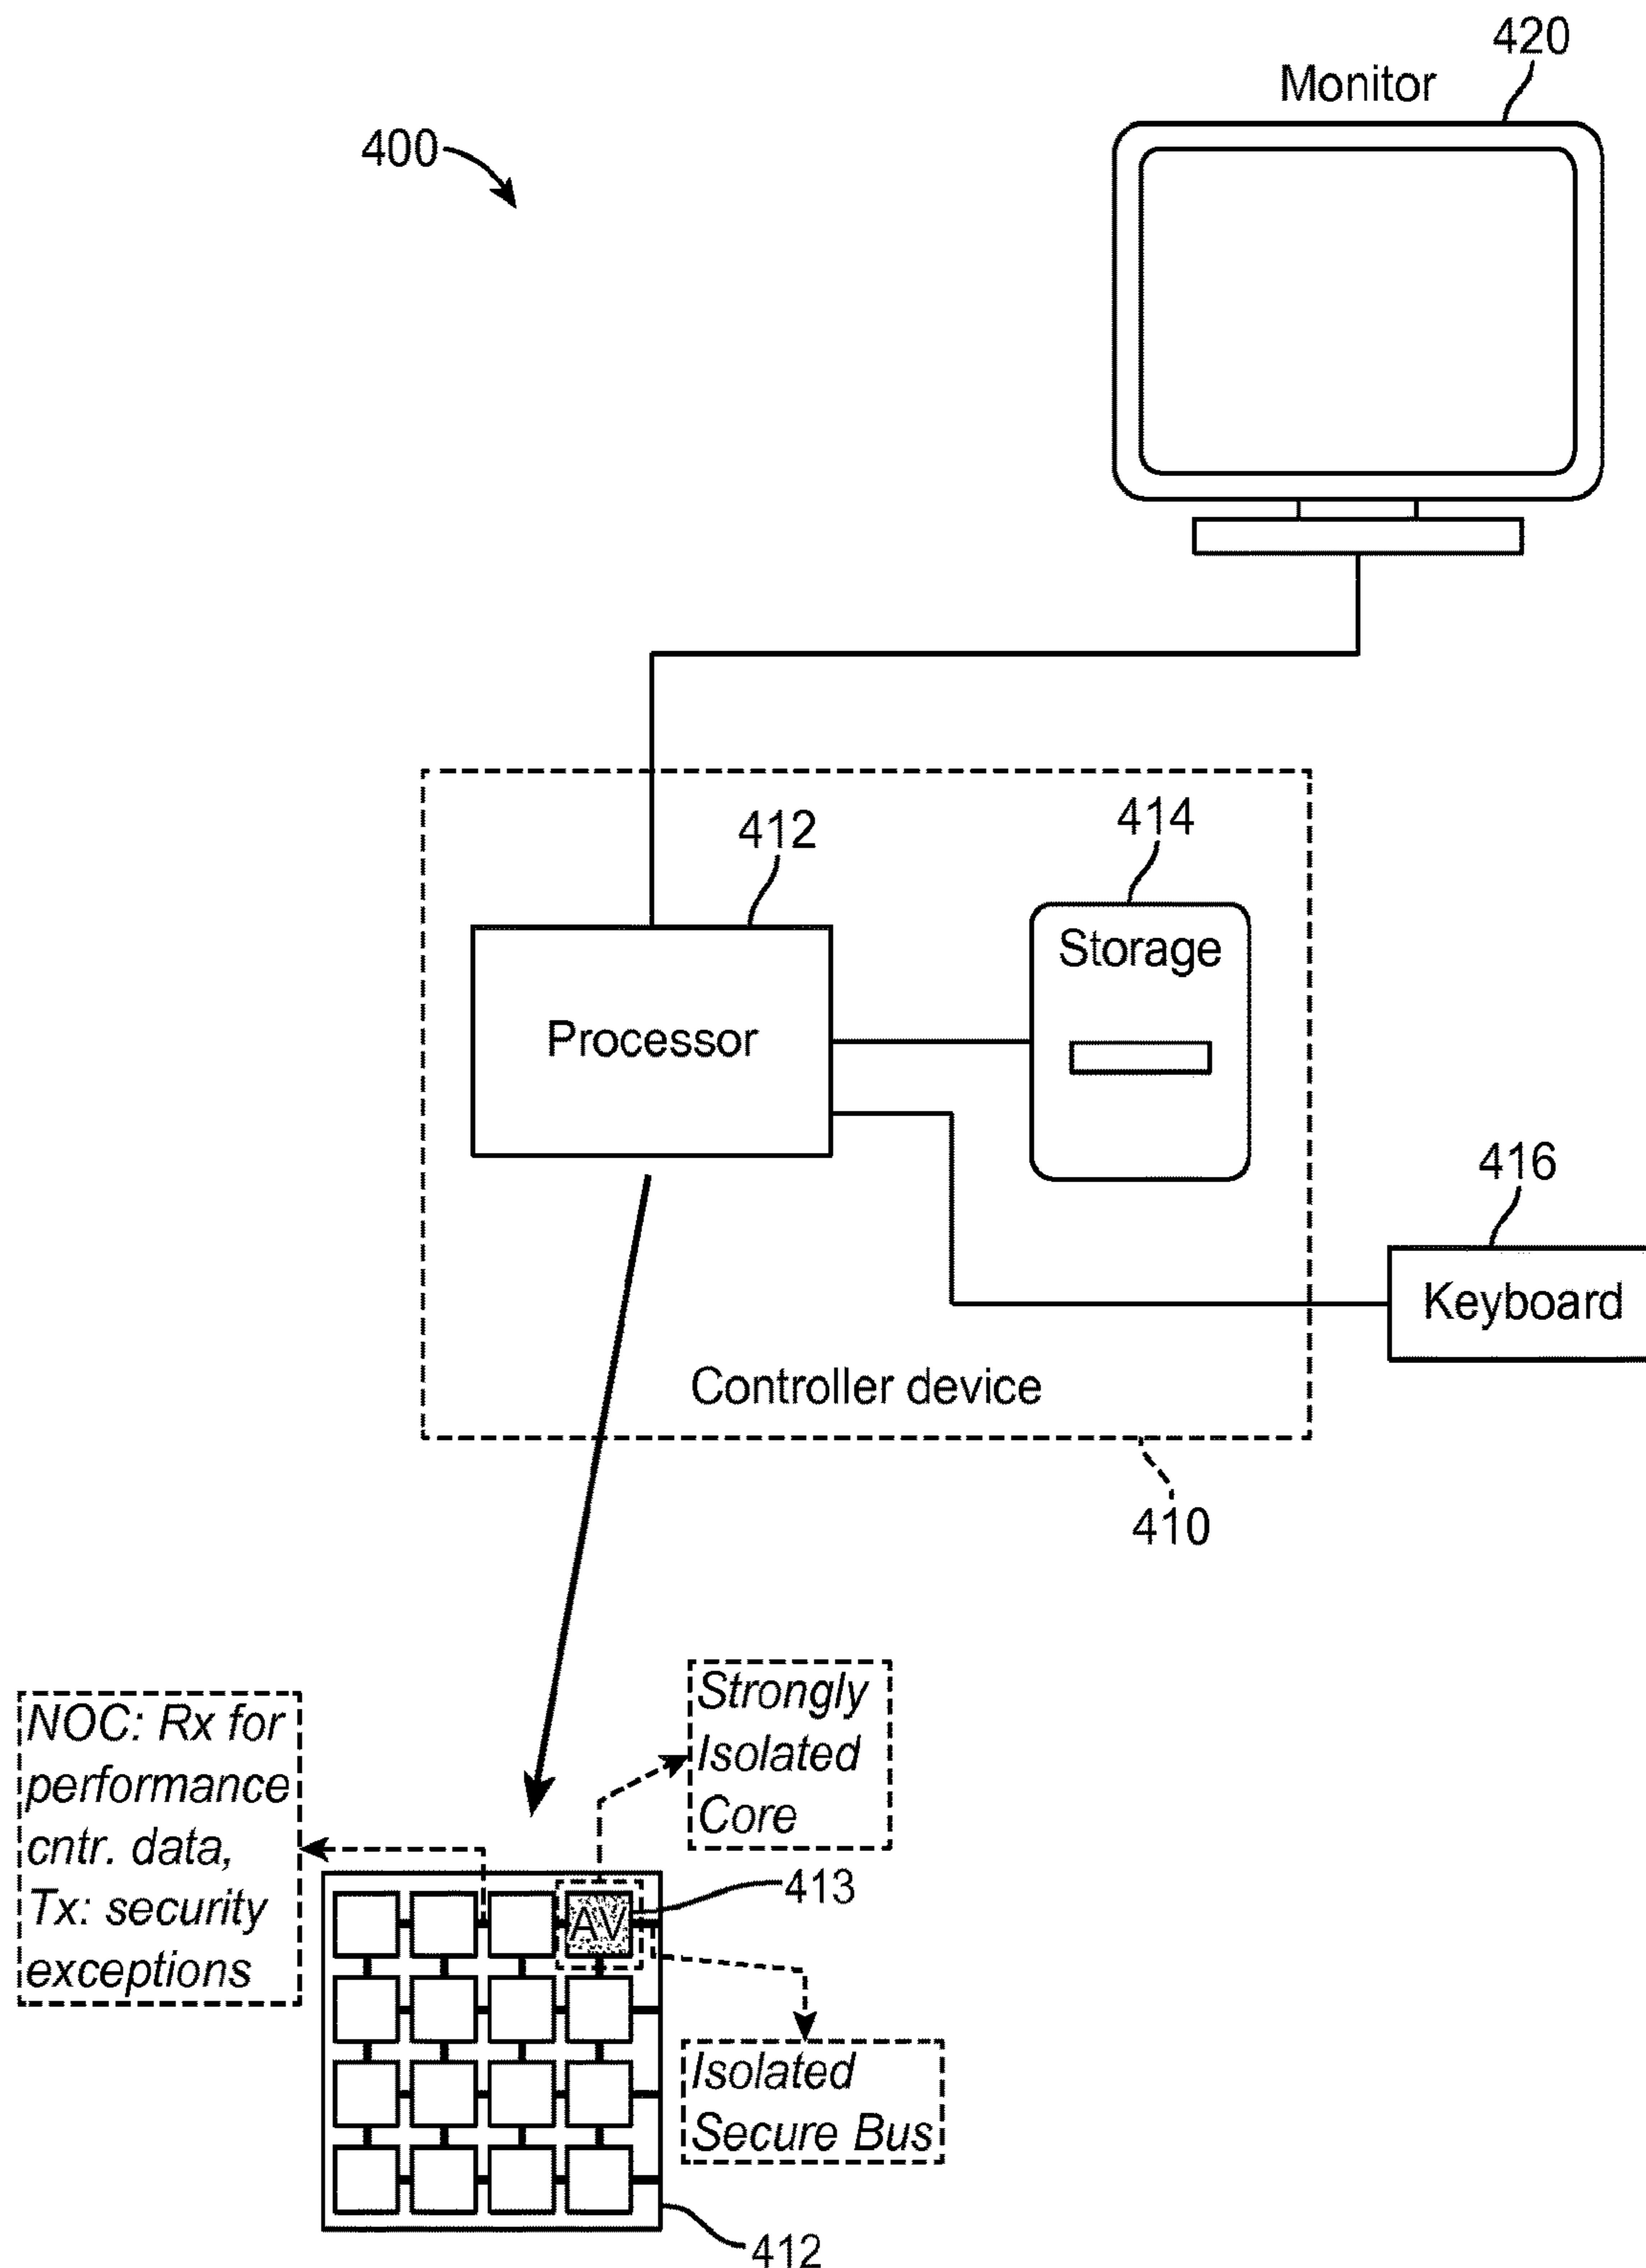 420
Monitor
400
412
414
Storage
Processor
416
Keyboard
Controller device
410
Strongly
Isolated
Core
NOC: Rx for
performance
cntr. data,
Tx: security
exceptions
413
AV
Isolated
Secure Bus
412